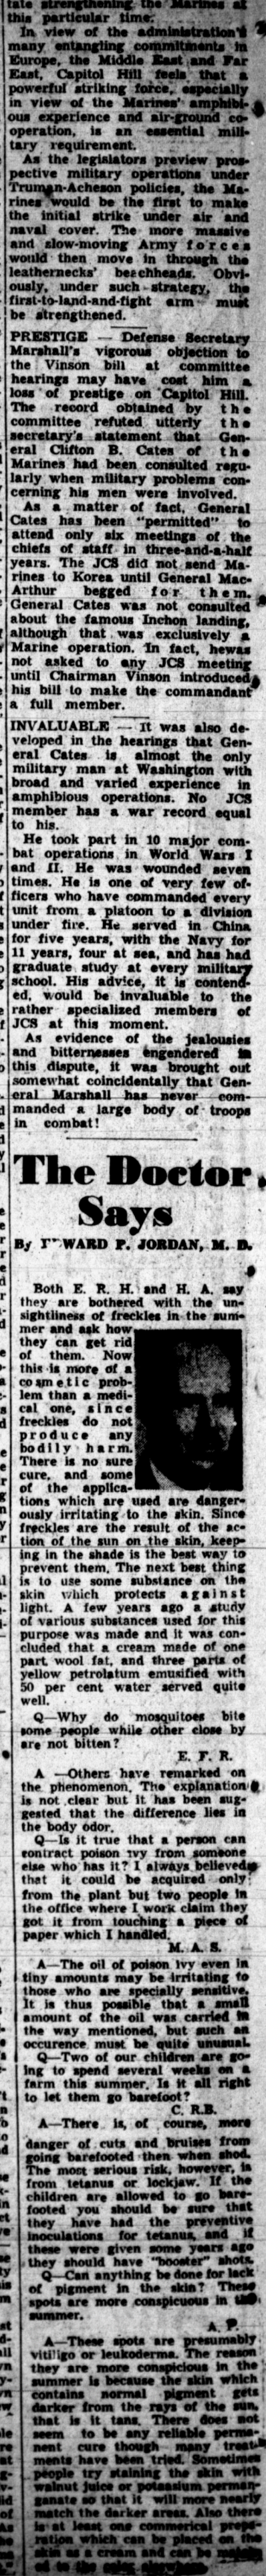 tate strengthening the Marines at
this particular time.
In view of the administration's
many entangling commitments in
Europe, the Middle East and Far
East, Capitol Hill feels that a
powerful striking force, especially
in view of the Marines' amphibi-
ous experience and air-ground co-
operation, is an essential mili-
tary requirement.
As the legislators preview pros-
pective military operations under
Truman-Acheson policies, the Ma-
rines would be the first to make
the initial strike under air and
naval cover. The more massive
and slow-moving Army forces
would then move in through the
leathernecks' beachheads. Obvi-
ously, under such strategy, the
first-to-land-and-fight arm must
be strengthened.
PRESTIGE — Defense Secretary
Marshall's vigorous objection to
the Vinson bill at committee
hearings may have cost him a
loss of prestige on Capitol Hill.
The record obtained by the
committee refuted utterly the
secretary's statement that Gen-
eral Clifton B. Cates of the
Marines had been consulted regu-
larly when military problems con-
cerning his men were involved.
As a matter of fact, General
Cates has been "permitted" to
attend only six meetings of the
chiefs of staff in three-and-a-half
years. The JCS did not send Ma-
rines to Korea until General Mac-
Arthur begged for them.
General Cates was not consulted
about the famous Inchon landing,
although that was exclusively a
Marine operation. In fact, hewas
not asked to any JCS meeting
until Chairman Vinson introduced
his bill to make the commandant
a full member.
INVALUABLE — It was also de-
veloped in the hearings that Gen-
eral Cates is almost the only
military man at Washington with
broad and varied experience in
amphibious operations. No JCS
member has a war record equal
to his.
He took part in 10 major com-
bat operations in World Wars I
and II. He was wounded seven
times. He is one of very few of-
ficers who have commanded every
unit from a platoon to a division
under fire. He served in China
for five years, with the Navy for
11 years, four at sea, and has had
graduate study at every military
school. His advice, it is contend-
ed, would be invaluable to the
rather specialized members of
JCS at this moment.
As evidence of the jealousies
and bitternesses engendered in
this dispute, it was brought out
somewhat coincidentally that Gen-
eral Marshall has never com-
manded a large body of troops
in combat!
The Doctor
Says
By WARD P. JORDAN, M. D.
Both E. R. H. and H. A. say
they are bothered with the un-
sightliness of freckles in the sum-
mer and ask how
they can get rid
of them. Now
this is more of a
cosmetic prob-
lem than a medi-
cal one, since
freckles do not
produce any
bodily harm.
There is no sure
cure, and some
of the applica-
tions which are used are danger-
ously irritating to the skin. Since
freckles are the result of the ac-
tion of the sun on the skin, keep-
ing in the shade is the best way to
prevent them. The next best thing
is to use some substance on the
skin which protects against
light. A few years ago a study
of various substances used for this
purpose was made and it was con-
cluded that a cream made of one
part wool fat, and three parts of
yellow petrolatum emusified with
50 per cent water served quite
well.
Q—Why do mosquitoes bite
some people while other close by
are not bitten?
E. F. R.
A —Others have remarked on
the phenomenon. The explanation
is not clear but it has been sug-
gested that the difference lies in
the body odor.
Q—Is it true that a person can
contract poison ivy from someone
else who has it? I always believed
that it could be acquired only
from the plant but two people in
the office where I work claim they
got it from touching a piece of
paper which I handled.
M. A. S.
A—The oil of poison ivy even in
tiny amounts may be irritating to
those who are specially sensitive.
It is thus possible that a small
amount of the oil was carried in
the way mentioned, but such an
occurence must be quite unusual.
Q—Two of our children are go-
ing to spend several weeks on a
farm this summer. Is it all right
to let them go barefoot?
C. R.B.
A—There is, of course, more
danger of cuts and bruises from
going barefooted then when shod.
The most serious risk, however, is
from tetanus or lockjaw. If the
children are allowed to go bare-
footed you should be sure that
they have had the preventive
inoculations for tetanus, and if
these were given some years ago
they should have "booster" shots.
Q—Can anything be done for lack
of pigment in the skin? These
spots are more conspicuous in the
summer.
A. P.
A—These spots are presumably
vitiligo or leukoderma. The reason
they are more conspicious in the
summer is because the skin which
contains normal pigment gets
darker from the rays of the sun,
that is it tans. There does not
seem to be any reliable perma-
nent cure though many treat-
ments have been tried. Sometimes
people try staining the skin with
walnut juice or potassium perman-
ganate so that it will more nearly
match the darker areas. Also there
is at least one commerical prepa-
ration which can be placed on the
skin as a cream and can be match-
ed to the